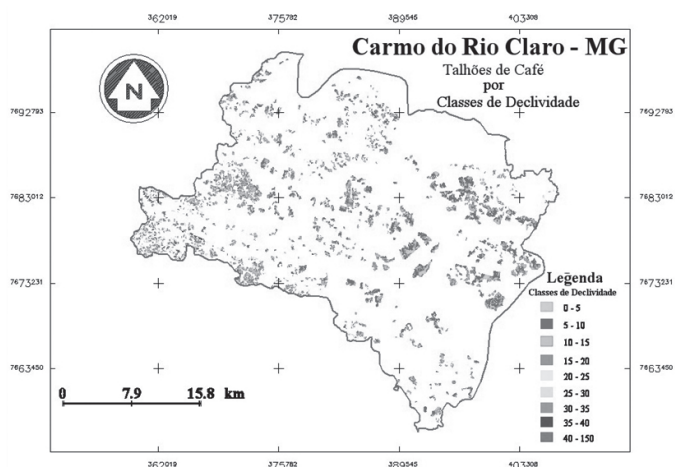 362019 375782 389545 403308
Carmo do Rio Claro - MG
Talhões de Café
por
Classes de Declividade
N
7692793 7692793
7683012 7683012
7673231 7673231
Legenda
Classes de Declividade
0 - 5
5 - 10
10 - 15
15 - 20
20 - 25
25 - 30
30 - 35
35 - 40
40 - 150
7663450 7663450
0 7.9 15.8 km
362019 375782 389545 403308